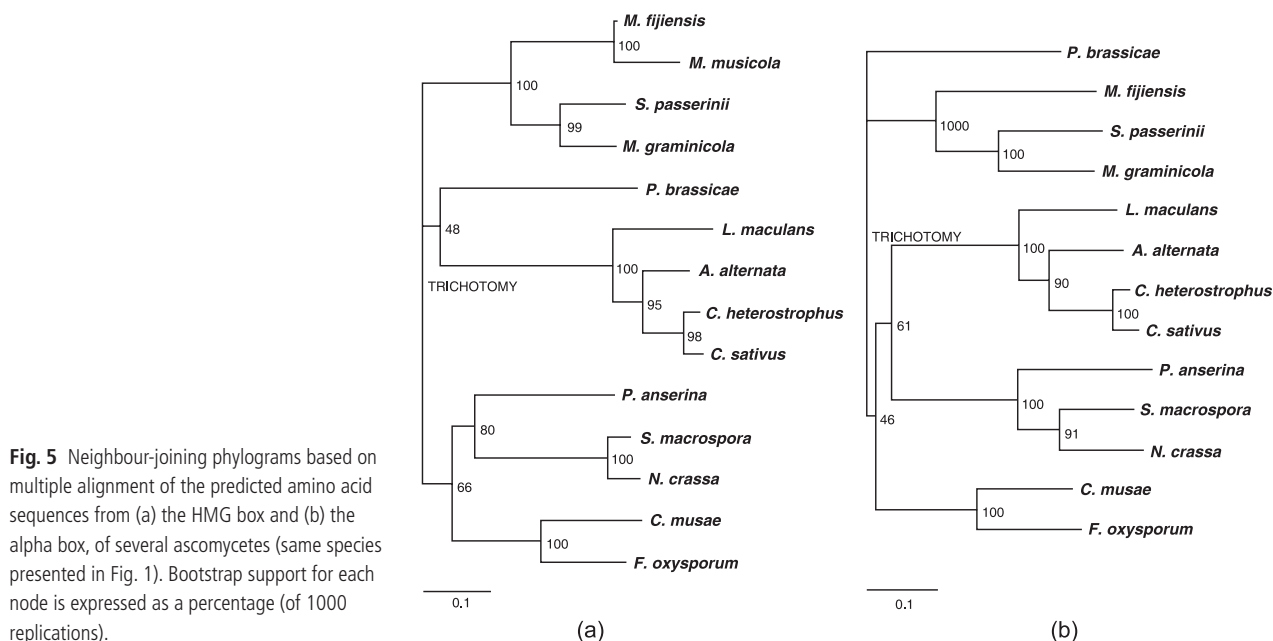 Fig. 5 Neighbour-joining phylograms based on
multiple alignment of the predicted amino acid
sequences from (a) the HMG box and (b) the
alpha box, of several ascomycetes (same species
presented in Fig. 1). Bootstrap support for each
node is expressed as a percentage (of 1000
replications).
M. fijiensis
100
M. musicola
100
S. passerinii
99
M. graminicola
P. brassicae
48
L. maculans
TRICHOTOMY
100
A. alternata
95
C. heterostrophus
98
C. sativus
P. anserina
80
S. macrospora
100
N. crassa
66
C. musae
100
F. oxysporum
0.1
(a)
P. brassicae
M. fijiensis
1000
S. passerinii
100
M. graminicola
L. maculans
TRICHOTOMY
100
A. alternata
90
C. heterostrophus
100
C. sativus
61
P. anserina
100
S. macrospora
91
N. crassa
46
C. musae
100
F. oxysporum
0.1
(b)